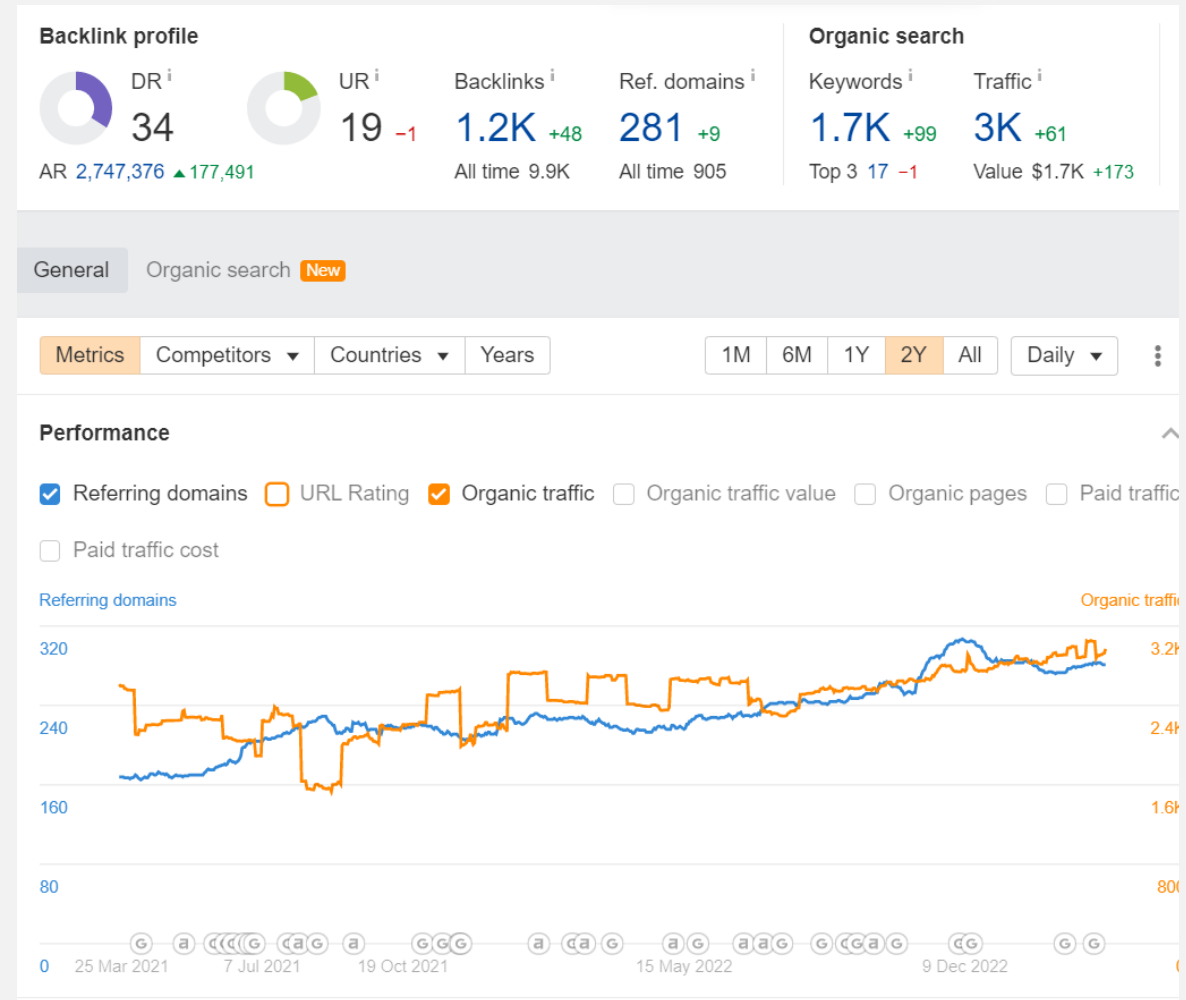 Backlink profile
Organic search
DR i
UR i
Backlinks i
Ref. domains i
Keywords i
Traffic i
34
19 −1
1.2K +48
281 +9
1.7K +99
3K +61
AR 2,747,376 ▲ 177,491
All time 9.9K
All time 905
Top 3 17 −1
Value $1.7K +173
General
Organic search New
Metrics
Competitors ▼
Countries ▼
Years
1M
6M
1Y
2Y
All
Daily ▼
Performance
Referring domains
URL Rating
Organic traffic
Organic traffic value
Organic pages
Paid traffic
Paid traffic cost
Referring domains
Organic traffi
320
3.2K
240
2.4K
160
1.6K
80
800
0
25 Mar 2021
7 Jul 2021
19 Oct 2021
15 May 2022
9 Dec 2022